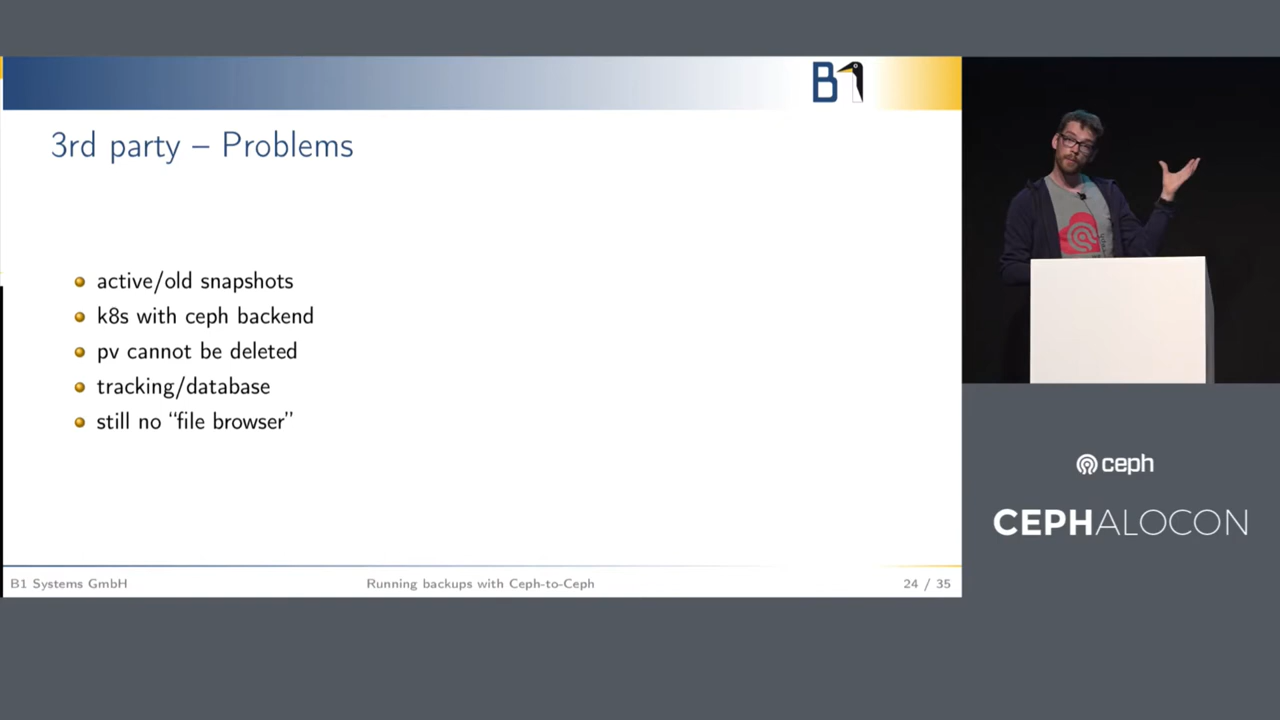 B1
3rd party – Problems
active/old snapshots
k8s with ceph backend
pv cannot be deleted
tracking/database
still no “file browser”
B1 Systems GmbH
Running backups with Ceph-to-Ceph
24 / 35
ceph
CEPHALOCON